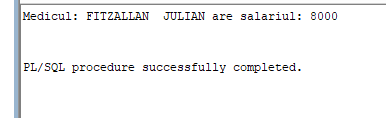 Medicul: FITZALLAN  JULIAN are salariul: 8000
PL/SQL procedure successfully completed.